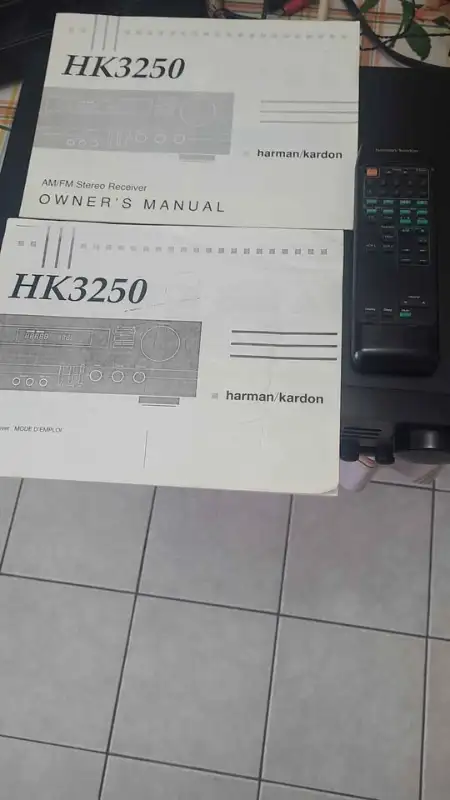 HK3250
harman/kardon
AM/FM Stereo Receiver
OWNER'S MANUAL
HK3250
harman/kardon
MODE D'EMPLOI